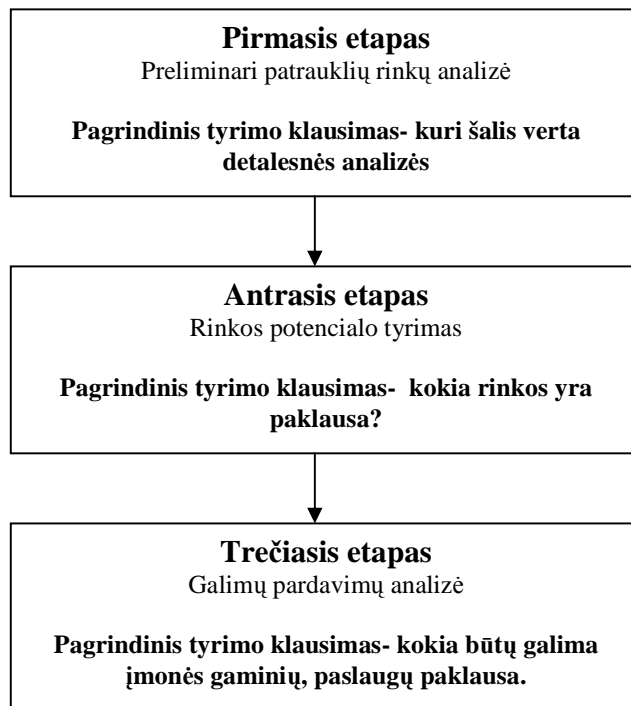 Pirmasis etapas
Preliminari patrauklių rinkų analizė
Pagrindinis tyrimo klausimas- kuri šalis verta
detalesnės analizės
Antrasis etapas
Rinkos potencialo tyrimas
Pagrindinis tyrimo klausimas- kokia rinkos yra
paklausa?
Trečiasis etapas
Galimų pardavimų analizė
Pagrindinis tyrimo klausimas- kokia būtų galima
įmonės gaminių, paslaugų paklausa.